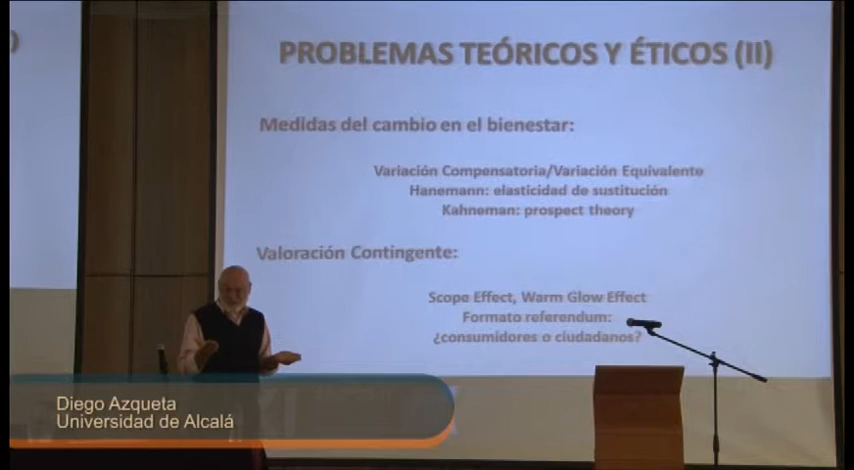 )
PROBLEMAS TEÓRICOS Y ÉTICOS (II)
Medidas del cambio en el bienestar:
Variación Compensatoria/Variación Equivalente
Hanemann: elasticidad de sustitución
Kahneman: prospect theory
Valoración Contingente:
Scope Effect, Warm Glow Effect
Formato referendum:
¿consumidores o ciudadanos?
Diego Azqueta
Universidad de Alcalá